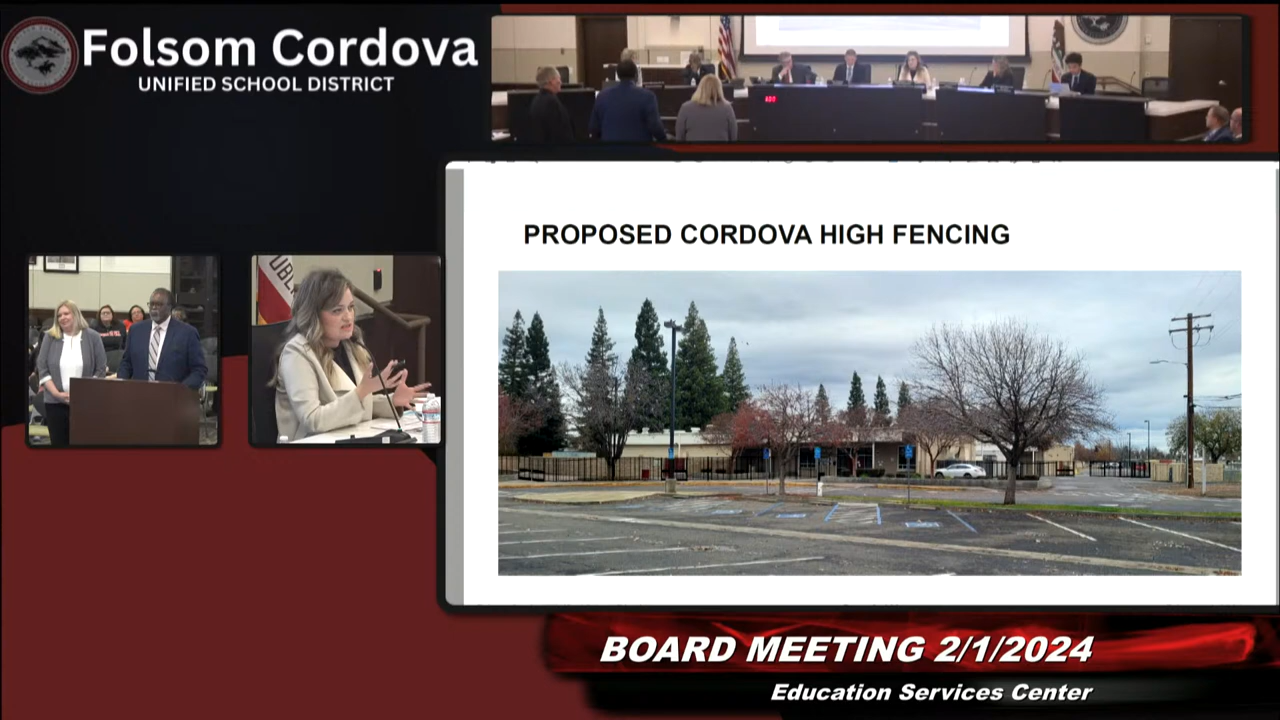 Folsom Cordova
UNIFIED SCHOOL DISTRICT
PROPOSED CORDOVA HIGH FENCING
BOARD MEETING 2/1/2024
Education Services Center